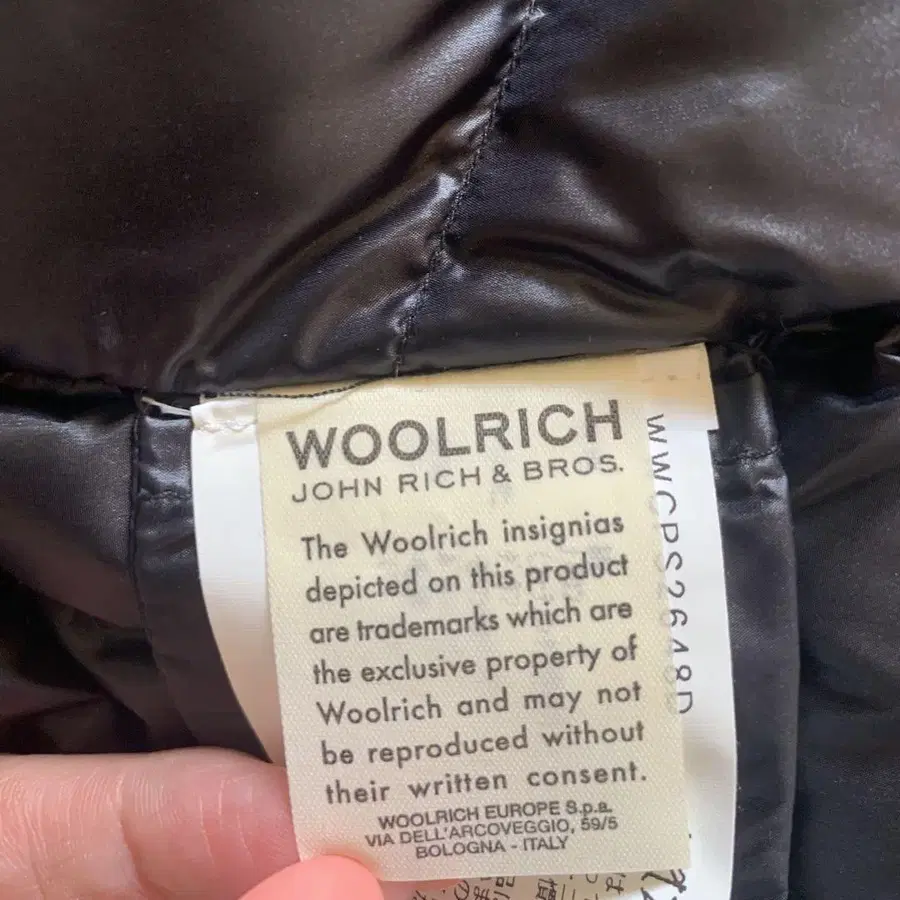 WOOLRICH
JOHN RICH & BROS.
The Woolrich insignias
depicted on this product
are trademarks which are
the exclusive property of
Woolrich and may not
be reproduced without
their written consent.
WOOLRICH EUROPE S.p.a.
VIA DELL'ARCOVEGGIO, 59/5
BOLOGNA - ITALY
WWCPS2648D